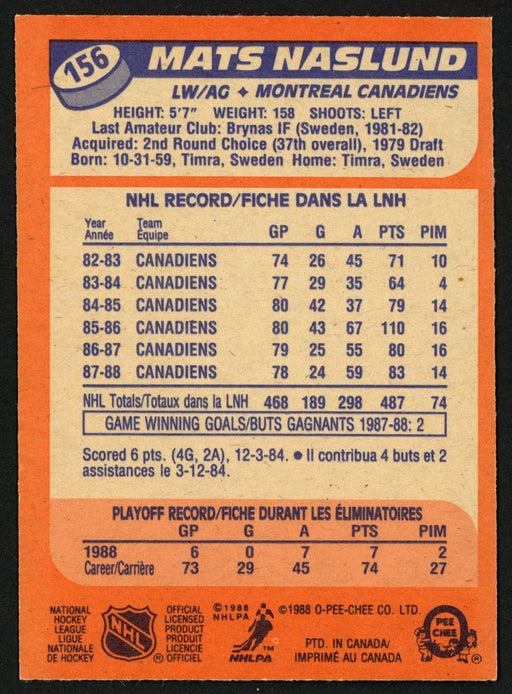 156
MATS NASLUND
LW/AG ✦ MONTREAL CANADIENS
HEIGHT: 5'7" WEIGHT: 158 SHOOTS: LEFT
Last Amateur Club: Brynas IF (Sweden, 1981-82)
Acquired: 2nd Round Choice (37th overall), 1979 Draft
Born: 10-31-59, Timra, Sweden Home: Timra, Sweden
NHL RECORD/FICHE DANS LA LNH
Year Team
Année Équipe GP G A PTS PIM
82-83 CANADIENS 74 26 45 71 10
83-84 CANADIENS 77 29 35 64 4
84-85 CANADIENS 80 42 37 79 14
85-86 CANADIENS 80 43 67 110 16
86-87 CANADIENS 79 25 55 80 16
87-88 CANADIENS 78 24 59 83 14
NHL Totals/Totaux dans la LNH 468 189 298 487 74
GAME WINNING GOALS/BUTS GAGNANTS 1987-88: 2
Scored 6 pts. (4G, 2A), 12-3-84. ● Il contribua 4 buts et 2
assistances le 3-12-84.
PLAYOFF RECORD/FICHE DURANT LES ÉLIMINATOIRES
GP G A PTS PIM
1988 6 0 7 7 2
Career/Carrière 73 29 45 74 27
NATIONAL
HOCKEY
LEAGUE
LIGUE
NATIONALE
DE HOCKEY
NHL
®
OFFICIAL
LICENSED
PRODUCT
PRODUIT
LICENCIE
OFFICIEL
©1988
NHLPA
™
NHLPA
©1988 O-PEE-CHEE CO. LTD.
PTD. IN CANADA/
IMPRIMÉ AU CANADA
PEE
CHEE
®